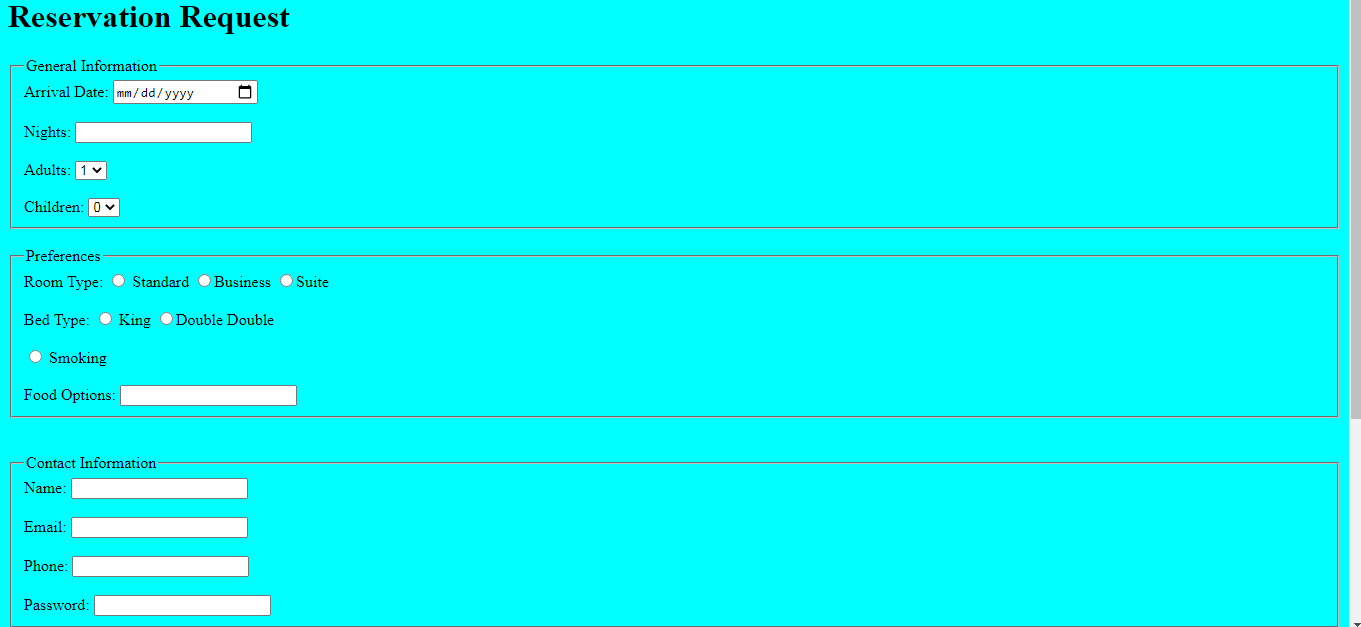 Reservation Request
General Information
Arrival Date: mm/dd/yyyy
Nights:
Adults: 1
Children: 0
Preferences
Room Type: Standard Business Suite
Bed Type: King Double Double
Smoking
Food Options:
Contact Information
Name:
Email:
Phone:
Password: